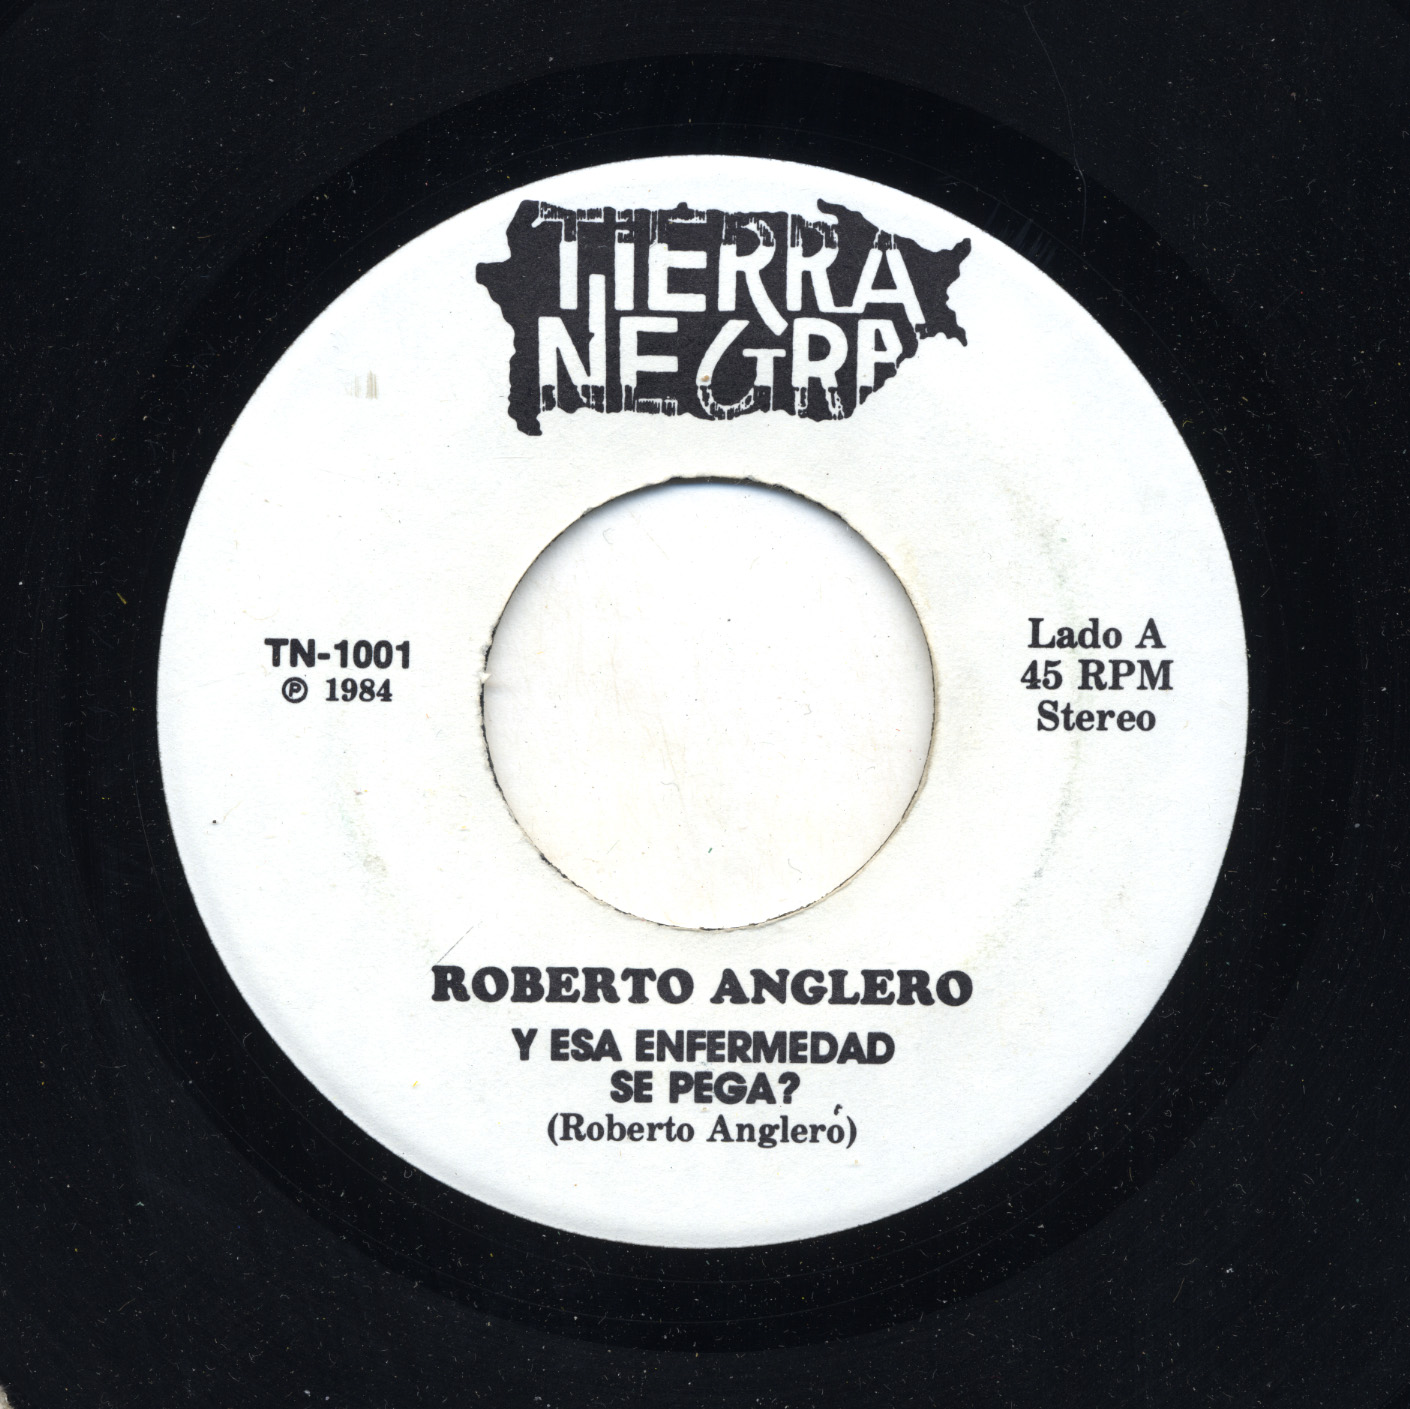 TIERRA
NEGRA
TN-1001
℗ 1984
Lado A
45 RPM
Stereo
ROBERTO ANGLERO
Y ESA ENFERMEDAD
SE PEGA?
(Roberto Angleró)